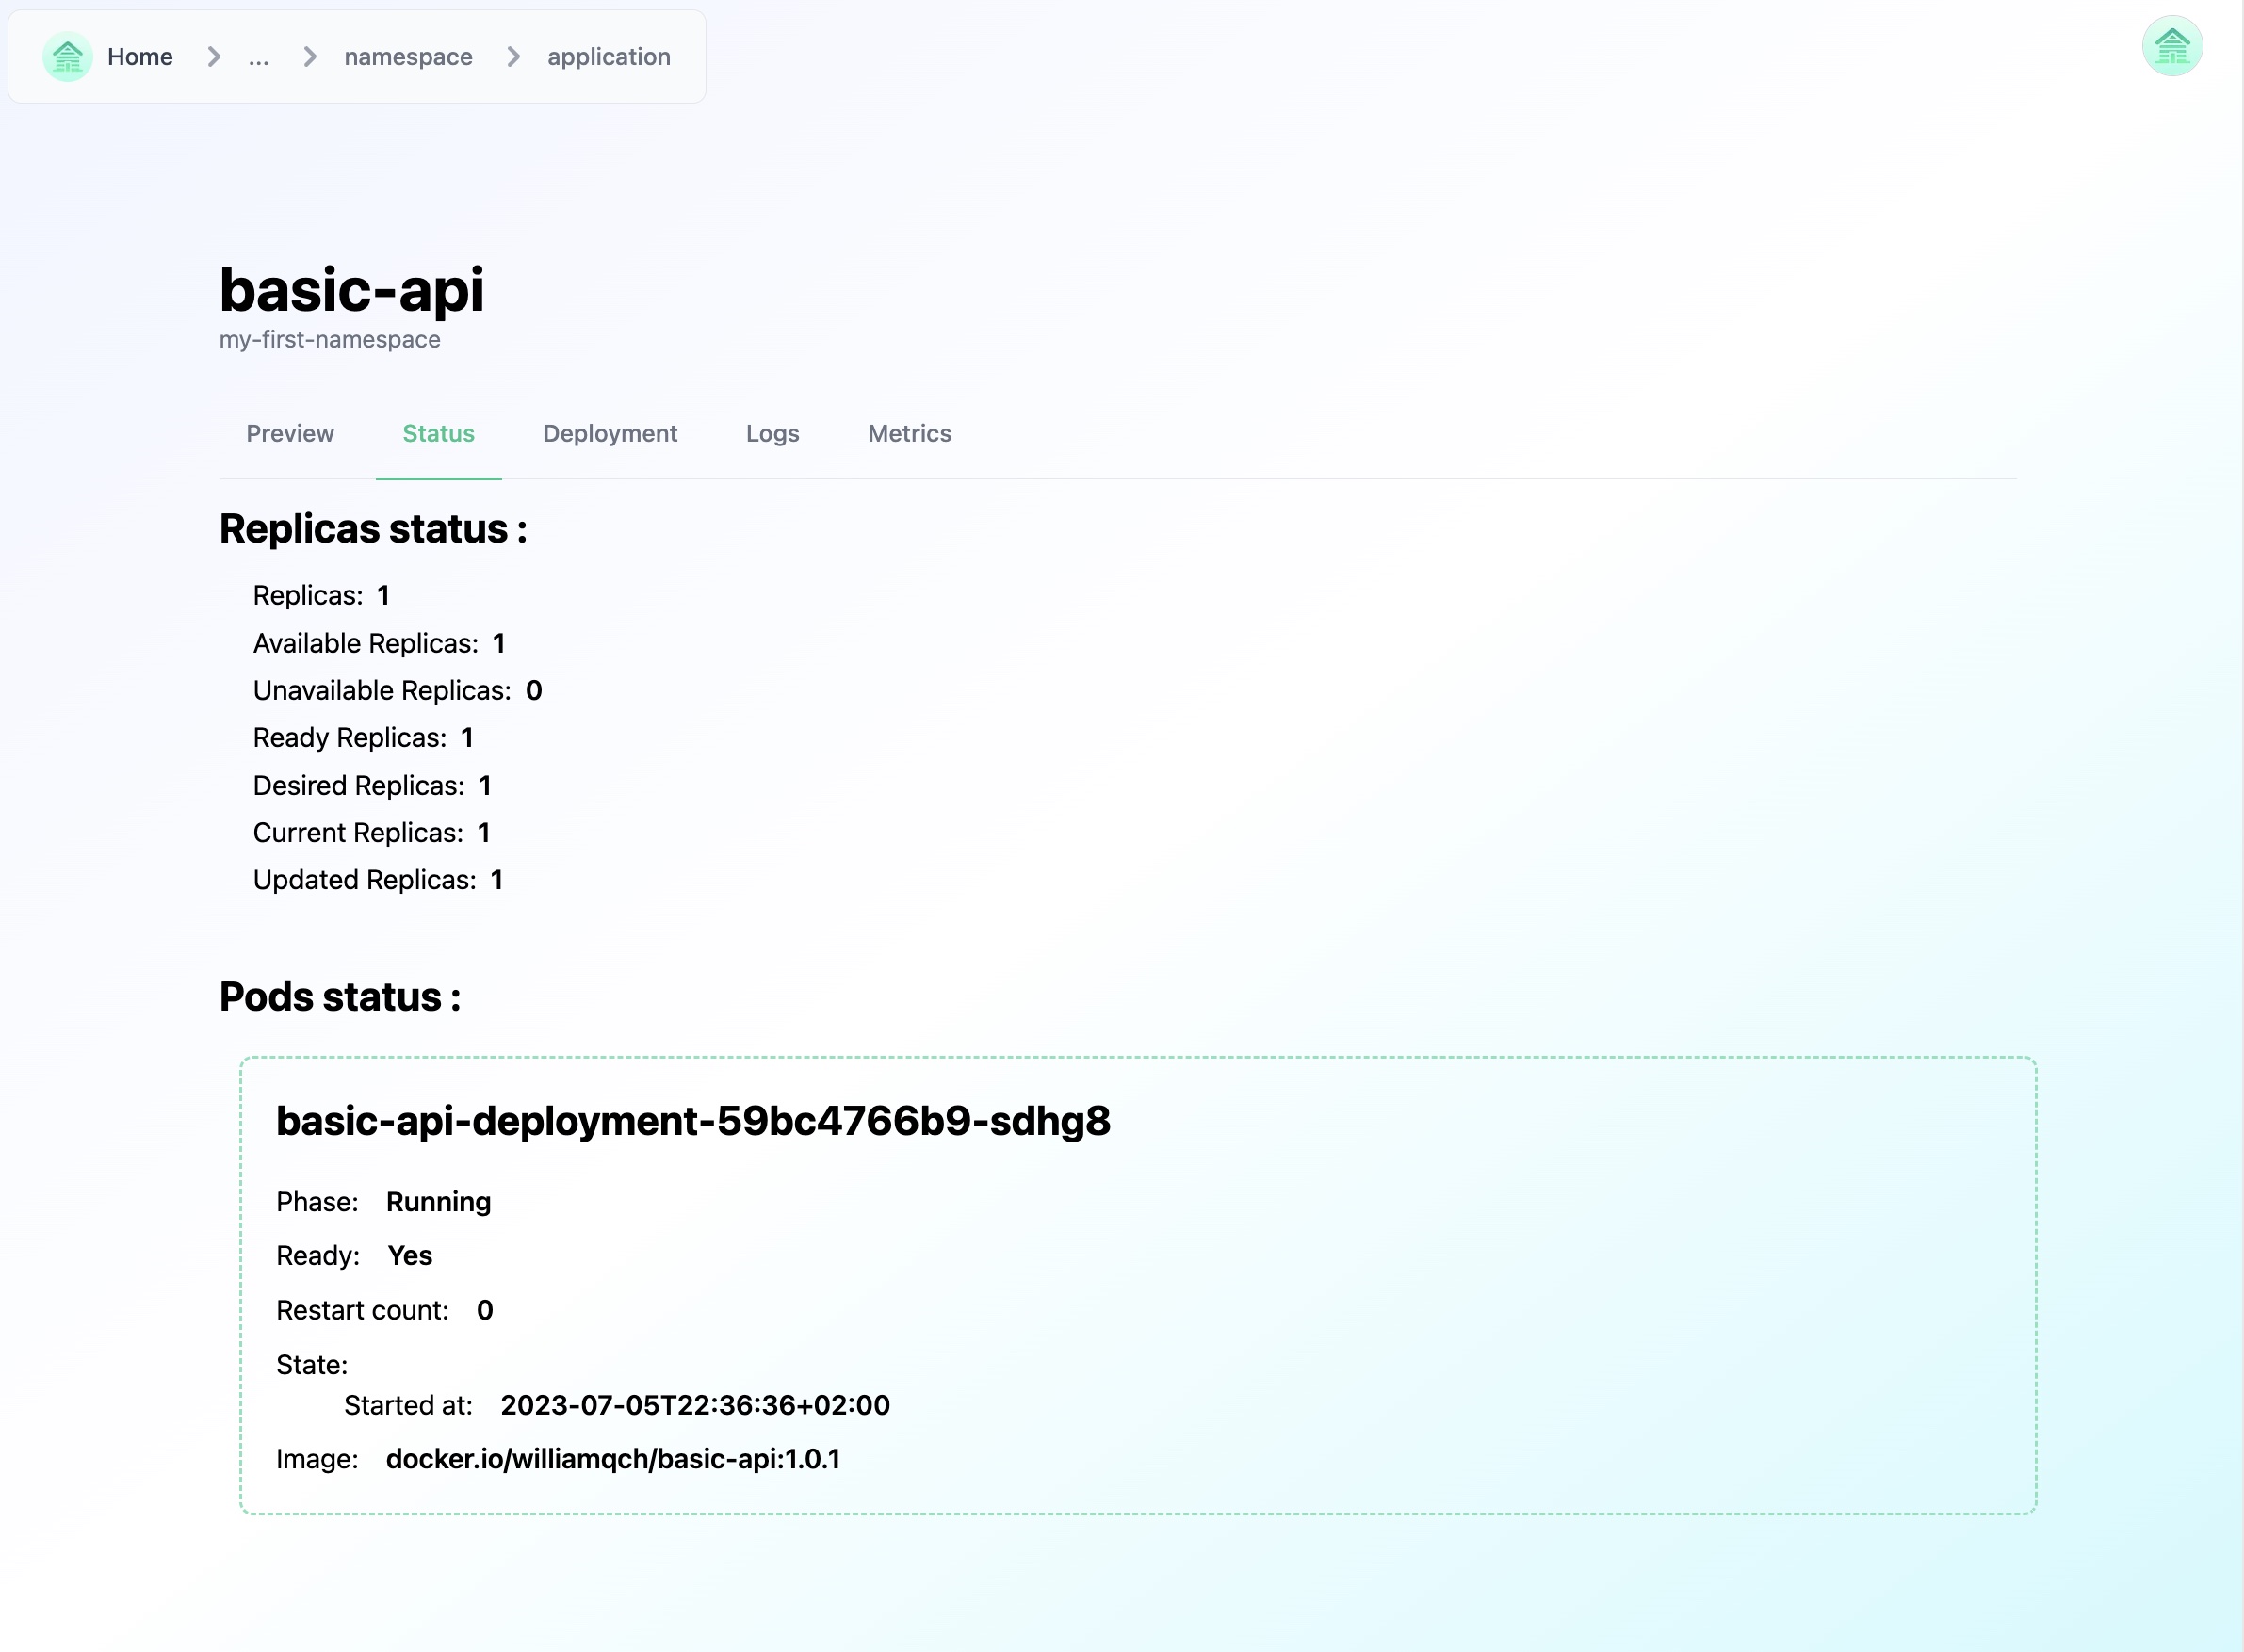 Home > ... > namespace > application
basic-api
my-first-namespace
Preview Status Deployment Logs Metrics
Replicas status :
Replicas: 1
Available Replicas: 1
Unavailable Replicas: 0
Ready Replicas: 1
Desired Replicas: 1
Current Replicas: 1
Updated Replicas: 1
Pods status :
basic-api-deployment-59bc4766b9-sdhg8
Phase: Running
Ready: Yes
Restart count: 0
State:
Started at: 2023-07-05T22:36:36+02:00
Image: docker.io/williamqch/basic-api:1.0.1